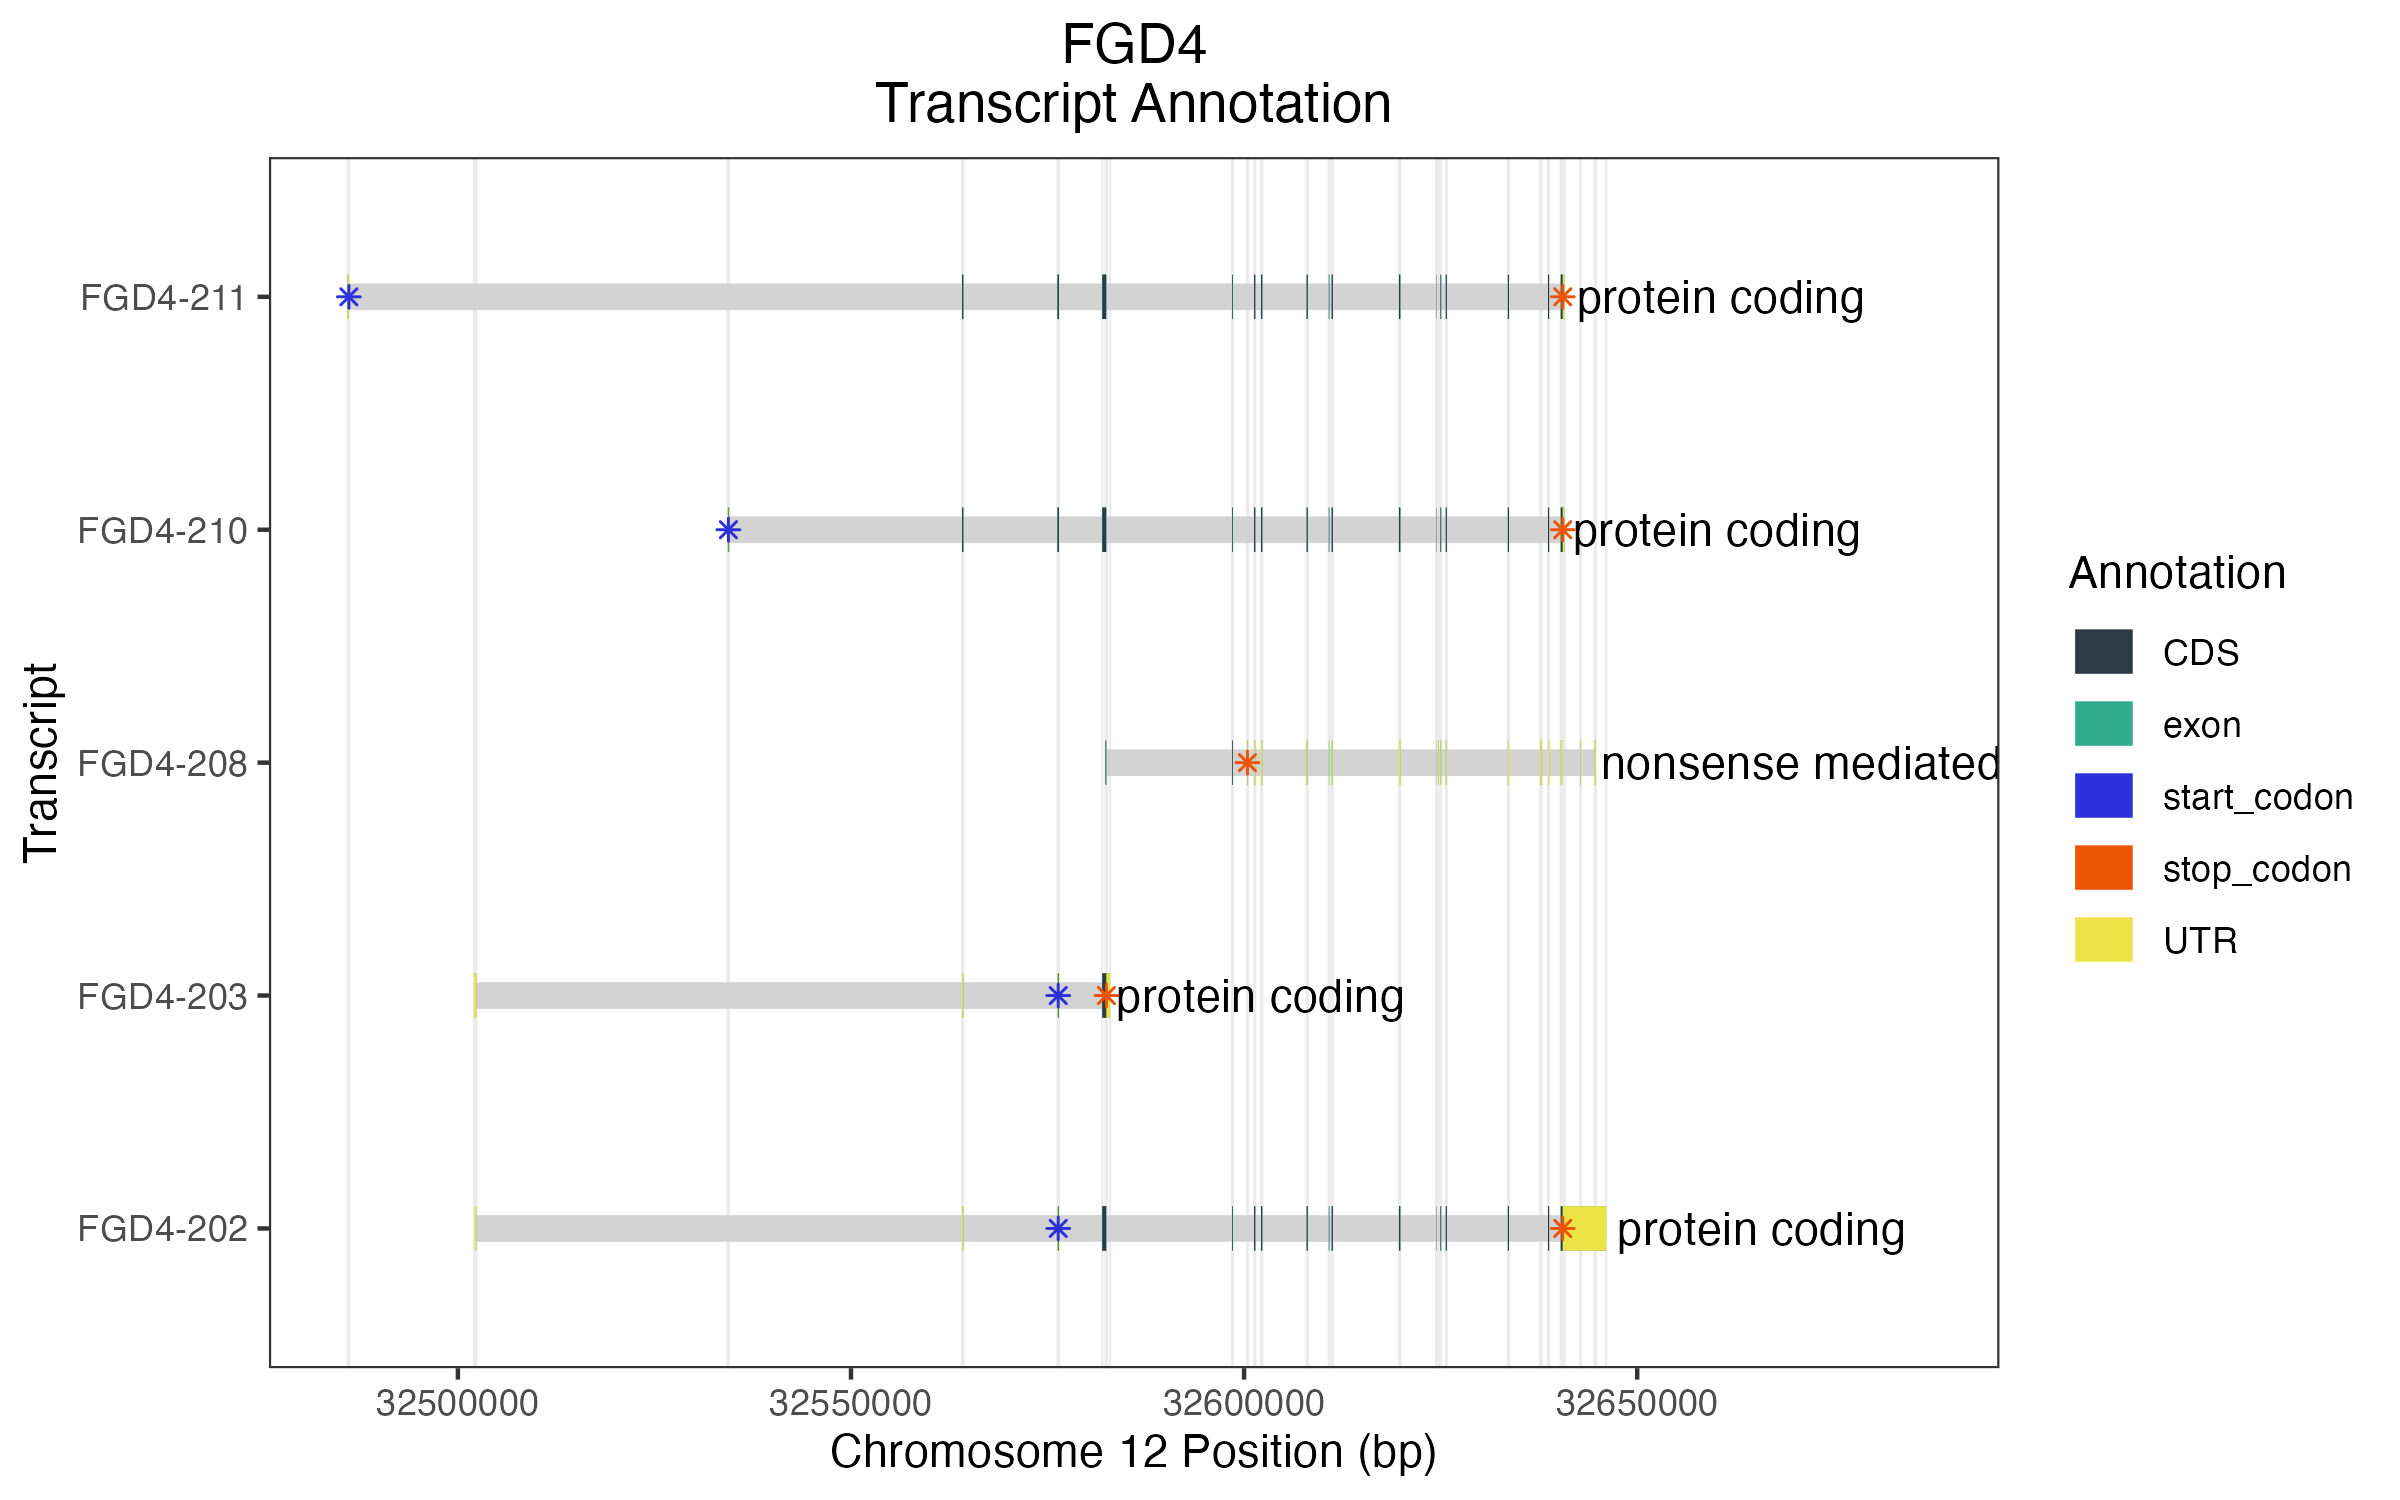 FGD4
Transcript Annotation
Transcript
FGD4-211
protein coding
FGD4-210
protein coding
FGD4-208
nonsense mediated
FGD4-203
protein coding
FGD4-202
protein coding
32500000
32550000
32600000
32650000
Chromosome 12 Position (bp)
Annotation
CDS
exon
start_codon
stop_codon
UTR